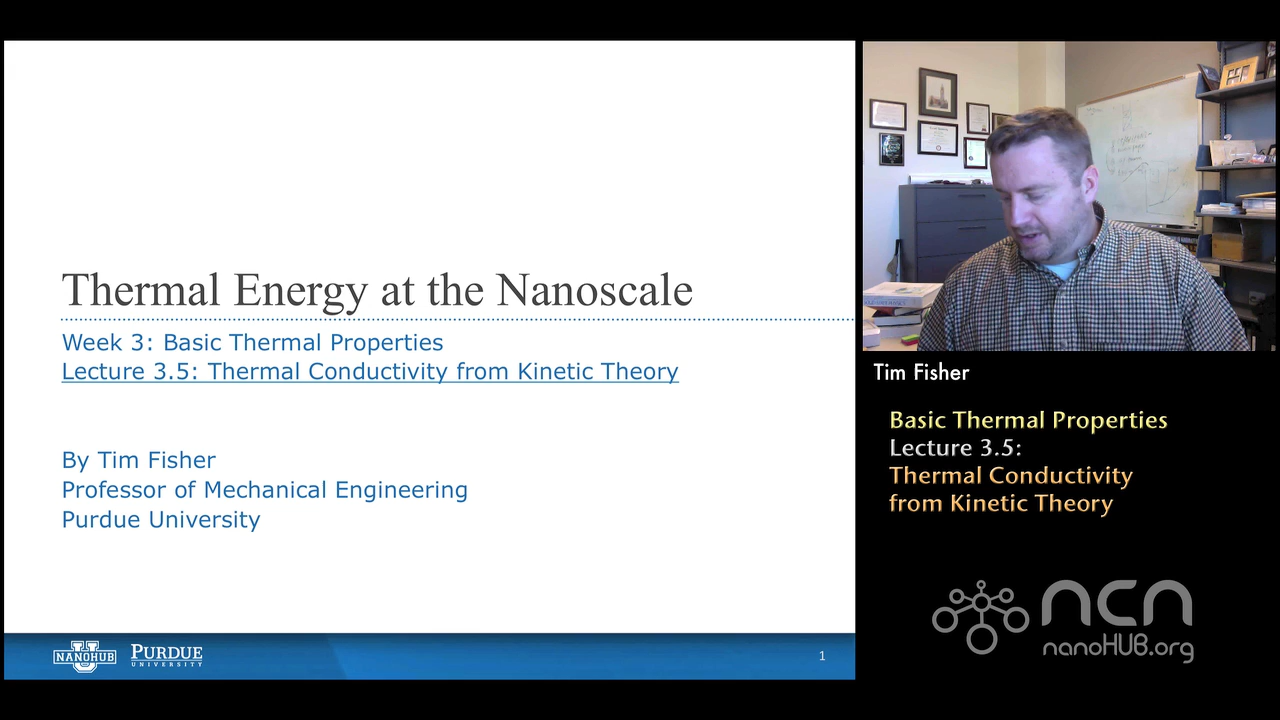 Thermal Energy at the Nanoscale
Week 3: Basic Thermal Properties
Lecture 3.5: Thermal Conductivity from Kinetic Theory
By Tim Fisher
Professor of Mechanical Engineering
Purdue University
NANOHUB
U
PURDUE
UNIVERSITY
1
Tim Fisher
Basic Thermal Properties
Lecture 3.5:
Thermal Conductivity
from Kinetic Theory
ncn
nanoHUB.org